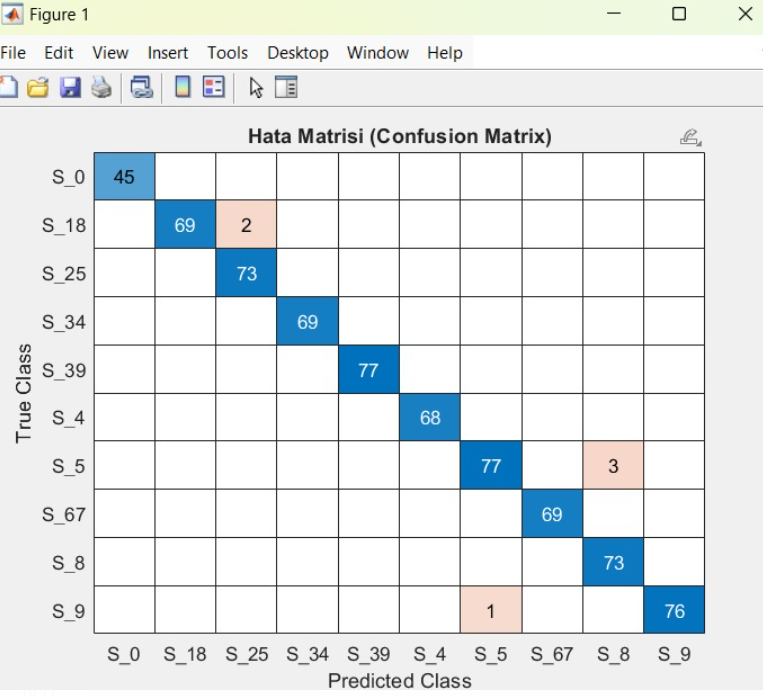 Figure 1
File Edit View Insert Tools Desktop Window Help
Hata Matrisi (Confusion Matrix)
S_0 45
S_18 69 2
S_25 73
S_34 69
S_39 77
S_4 68
S_5 77 3
S_67 69
S_8 73
S_9 1 76
True Class
S_0 S_18 S_25 S_34 S_39 S_4 S_5 S_67 S_8 S_9
Predicted Class